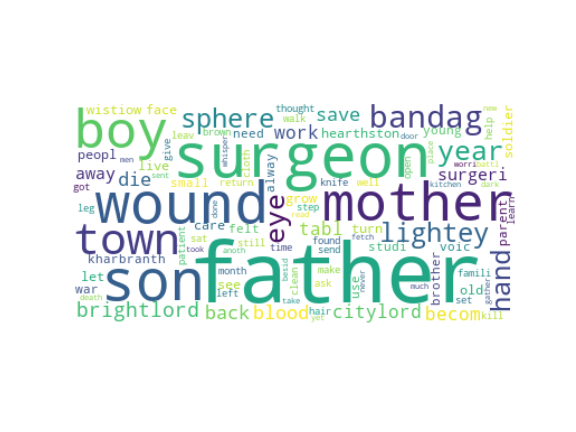 wistiow face
sphere
thought
walk
save
bandag
new
help
soldier
boy
peopl
men
leav
brown
give
whisper
cloth
need
work
hearthston
young
door
open
place
year
away
got
die
live
small
surgeon
return
alway
knife
well
worri
battl
surgeri
kitchen
dark
leg
wound
done
eye
grow
step
road
mother
parent
learn
town
care
sat
took
patient
felt
still
anoth
time
tabl
found
send
turn
fetch
studi
lightey
voic
kharbranth
let
war
death
son
month
see
left
father
besid
clean
make
ask
take
use
never
much
brother
famili
old
set
gather
hand
brightlord
back
blood
hair
yet
citylord
becom
kill
sent